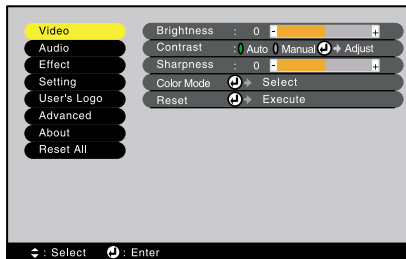 Video
Audio
Effect
Setting
User's Logo
Advanced
About
Reset All
Brightness : 0 - +
Contrast : Auto Manual Adjust
Sharpness : 0 - +
Color Mode Select
Reset Execute
: Select : Enter